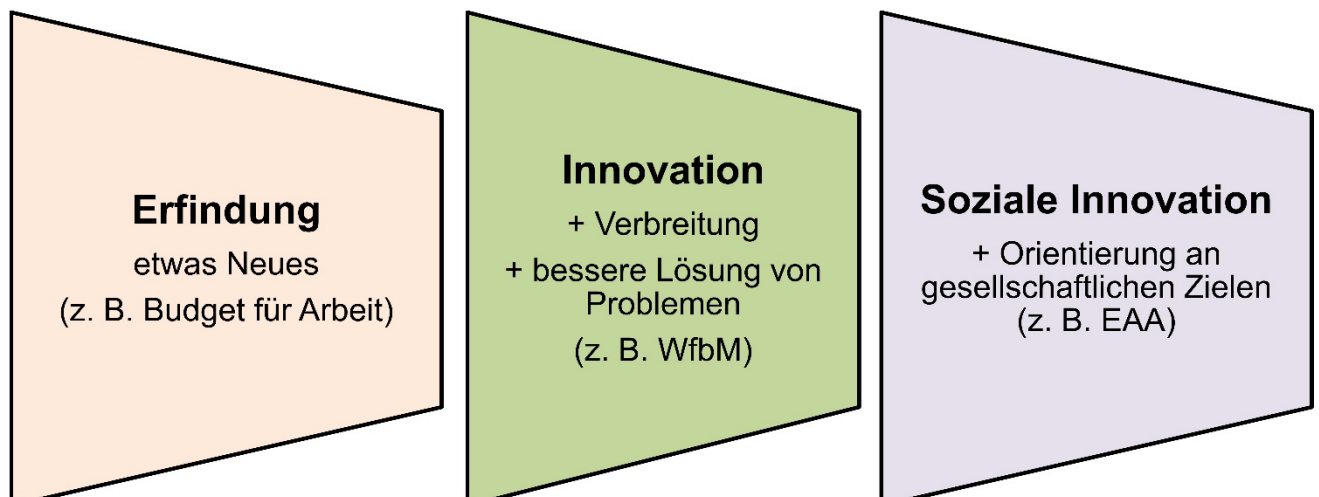 Erfindung
etwas Neues
(z. B. Budget für Arbeit)
Innovation
+ Verbreitung
+ bessere Lösung von
Problemen
(z. B. WfbM)
Soziale Innovation
+ Orientierung an
gesellschaftlichen Zielen
(z. B. EAA)